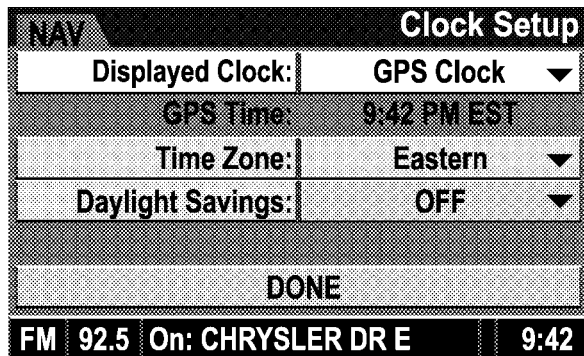 NAV Clock Setup
Displayed Clock: GPS Clock
GPS Time: 9:42 PM EST
Time Zone: Eastern
Daylight Savings: OFF
DONE
FM 92.5 On: CHRYSLER DR E 9:42